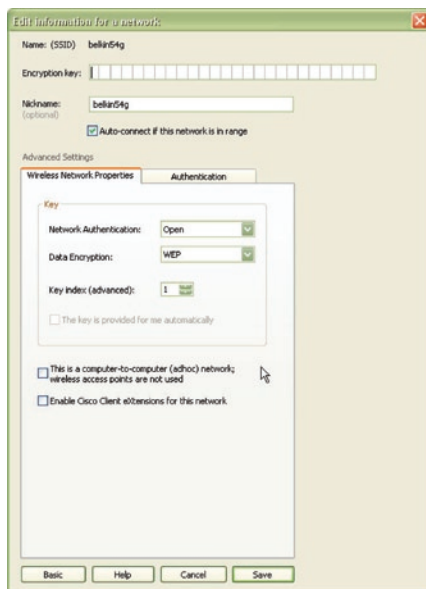 Edit information for a network
Name: (SSID) belkin54g
Encryption key:
Nickname: belkin54g
(optional)
Auto-connect if this network is in range
Advanced Settings
Wireless Network Properties Authentication
Key
Network Authentication: Open
Data Encryption: WEP
Key index (advanced): 1
The key is provided for me automatically
This is a computer-to-computer (adhoc) network;
wireless access points are not used
Enable Cisco Client eXtensions for this network
Basic Help Cancel Save